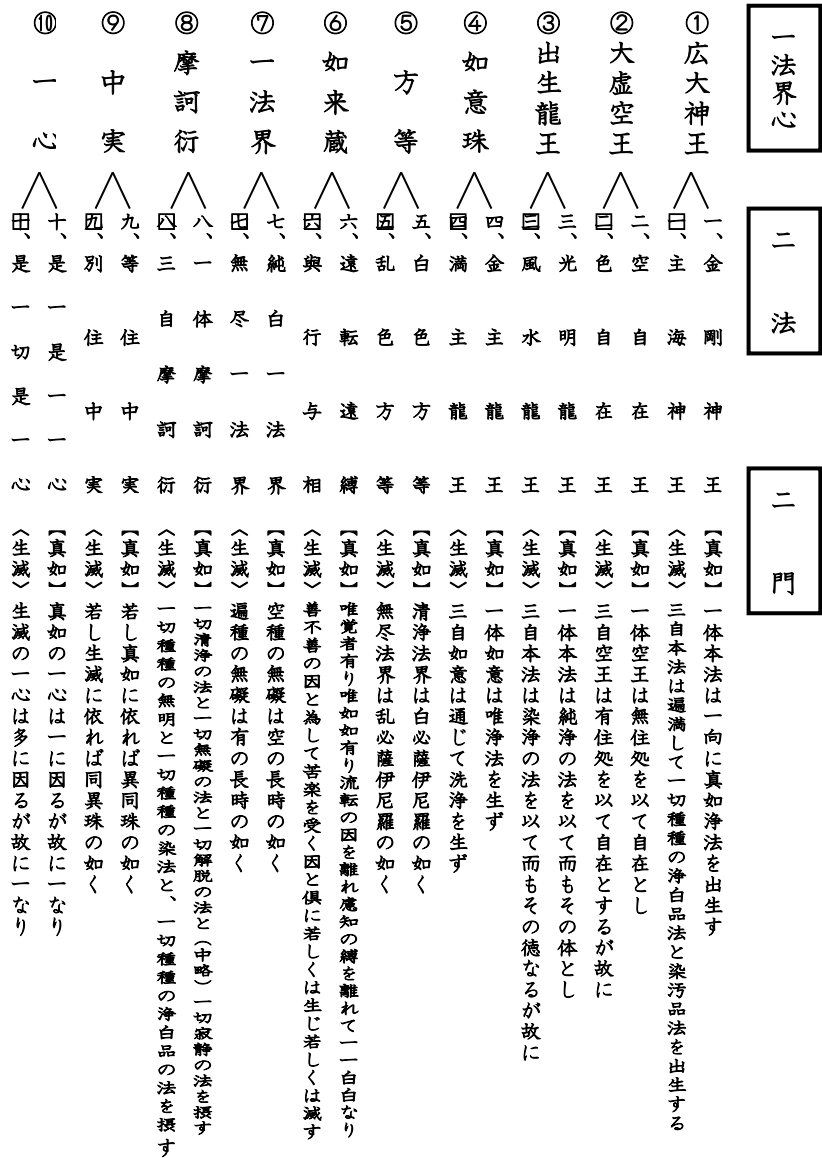 一法界心
二法
二門
①広大神王
一、金剛神王【真如】一体本法は一向に真如浄法を出生す
一、主海神王〈生滅〉三自本法は遍満して一切種種の浄白品法と染汚品法を出生する
②大虚空王
二、空自在王【真如】一体空王は無住処を以て自在とし
二、色自在王〈生滅〉三自空王は有住処を以て自在とするが故に
③出生龍王
三、光明龍王【真如】一体本法は純浄の法を以て而もその体とし
三、風水龍王〈生滅〉三自本法は染浄の法を以て而もその徳なるが故に
④如意珠
四、金主龍王【真如】一体如意は唯浄法を生ず
四、満主龍王〈生滅〉三自如意は通じて洗浄を生ず
⑤方等
五、白色方等【真如】清浄法界は白必薩伊尼羅の如く
五、乱色方等〈生滅〉無尽法界は乱必薩伊尼羅の如く
⑥如来蔵
六、遠転遠縛【真如】唯覚者有り唯如如有り流転の因を離れ慮知の縛を離れて一一白白なり
六、與行与相〈生滅〉善不善の因と為して苦楽を受く因と倶に若しくは生じ若しくは滅す
⑦一法界
七、純白一法界【真如】空種の無礙は空の長時の如く
七、無尽一法界〈生滅〉遍種の無礙は有の長時の如く
⑧摩訶衍
八、一体摩訶衍【真如】一切清浄の法と一切無礙の法と一切解脱の法と（中略）一切寂静の法を摂す
八、三自摩訶衍〈生滅〉一切種種の無明と一切種種の染法と、一切種種の浄白品の法を摂す
⑨中実
九、等住中実【真如】若し真如に依れば異同珠の如く
九、別住中実〈生滅〉若し生滅に依れば同異珠の如く
⑩一心
十、是一是一一心【真如】真如の一心は一に因るが故に一なり
十、是一切是一心〈生滅〉生滅の一心は多に因るが故に一なり